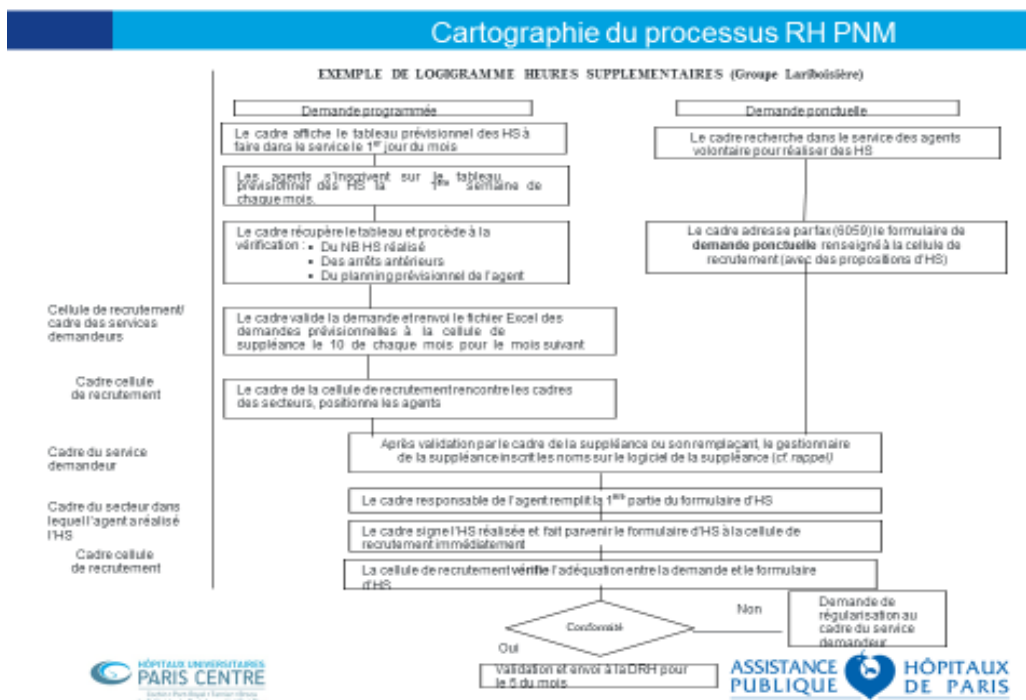 Cartographie du processus RH PNM
EXEMPLE DE LOGIGRAMME HEURES SUPPLEMENTAIRES (Groupe Lariboisière)
Demande programmée
Le cadre affiche le tableau prévisionnel des HS à
faire dans le service le 1er jour du mois
Les agents s'inscrivent sur le tableau
prévisionnel des HS la 1ère semaine de
chaque mois.
Le cadre récupère le tableau et procède à la
vérification : ▪ Du NB HS réalisé
▪ Des arrêts antérieurs
▪ Du planning prévisionnel de l'agent
Le cadre valide la demande et renvoi le fichier Excel des
demandes prévisionnelles à la cellule de
suppléance le 10 de chaque mois pour le mois suivant
Le cadre de la cellule de recrutement rencontre les cadres
des secteurs, positionne les agents
Demande ponctuelle
Le cadre recherche dans le service des agents
volontaire pour réaliser des HS
Le cadre adresse par fax (6059) le formulaire de
demande ponctuelle renseigné à la cellule de
recrutement (avec des propositions d'HS)
Cellule de recrutement/
cadre des services
demandeurs
Cadre cellule
de recrutement
Cadre du service
demandeur
Cadre du secteur dans
lequel l'agent a réalisé
l'HS
Cadre cellule
de recrutement
Après validation par le cadre de la suppléance ou son remplaçant, le gestionnaire
de la suppléance inscrit les noms sur le logiciel de la suppléance (cf. rappel)
Le cadre responsable de l'agent remplit la 1ère partie du formulaire d'HS
Le cadre signe l'HS réalisée et fait parvenir le formulaire d'HS à la cellule de
recrutement immédiatement
La cellule de recrutement vérifie l'adéquation entre la demande et le formulaire
d'HS
Conformité
Non
Demande de
régularisation au
cadre du service
demandeur
Oui
Validation et envoi à la DRH pour
le 5 du mois
HÔPITAUX UNIVERSITAIRES
PARIS CENTRE
ASSISTANCE HÔPITAUX
PUBLIQUE DE PARIS